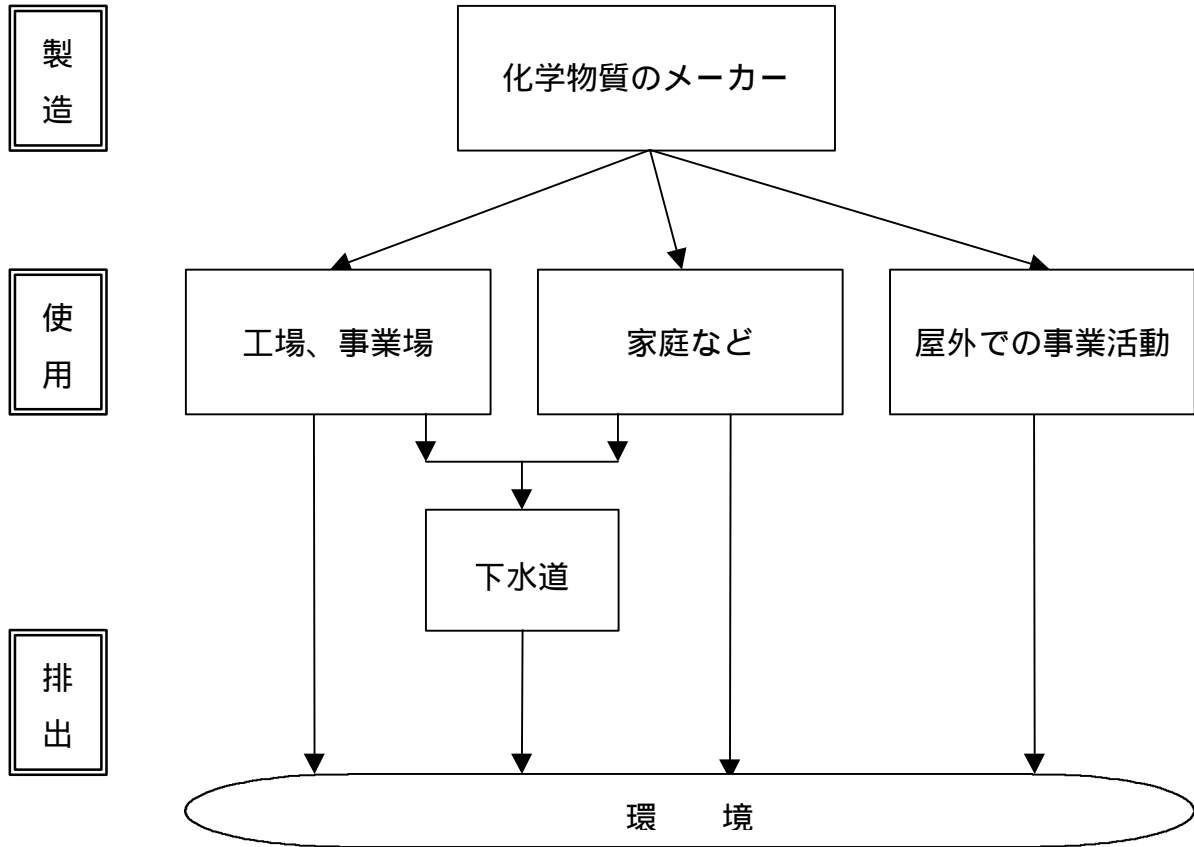 製
造
化学物質のメーカー
使
用
工場、事業場
家庭など
屋外での事業活動
下水道
排
出
環　　境